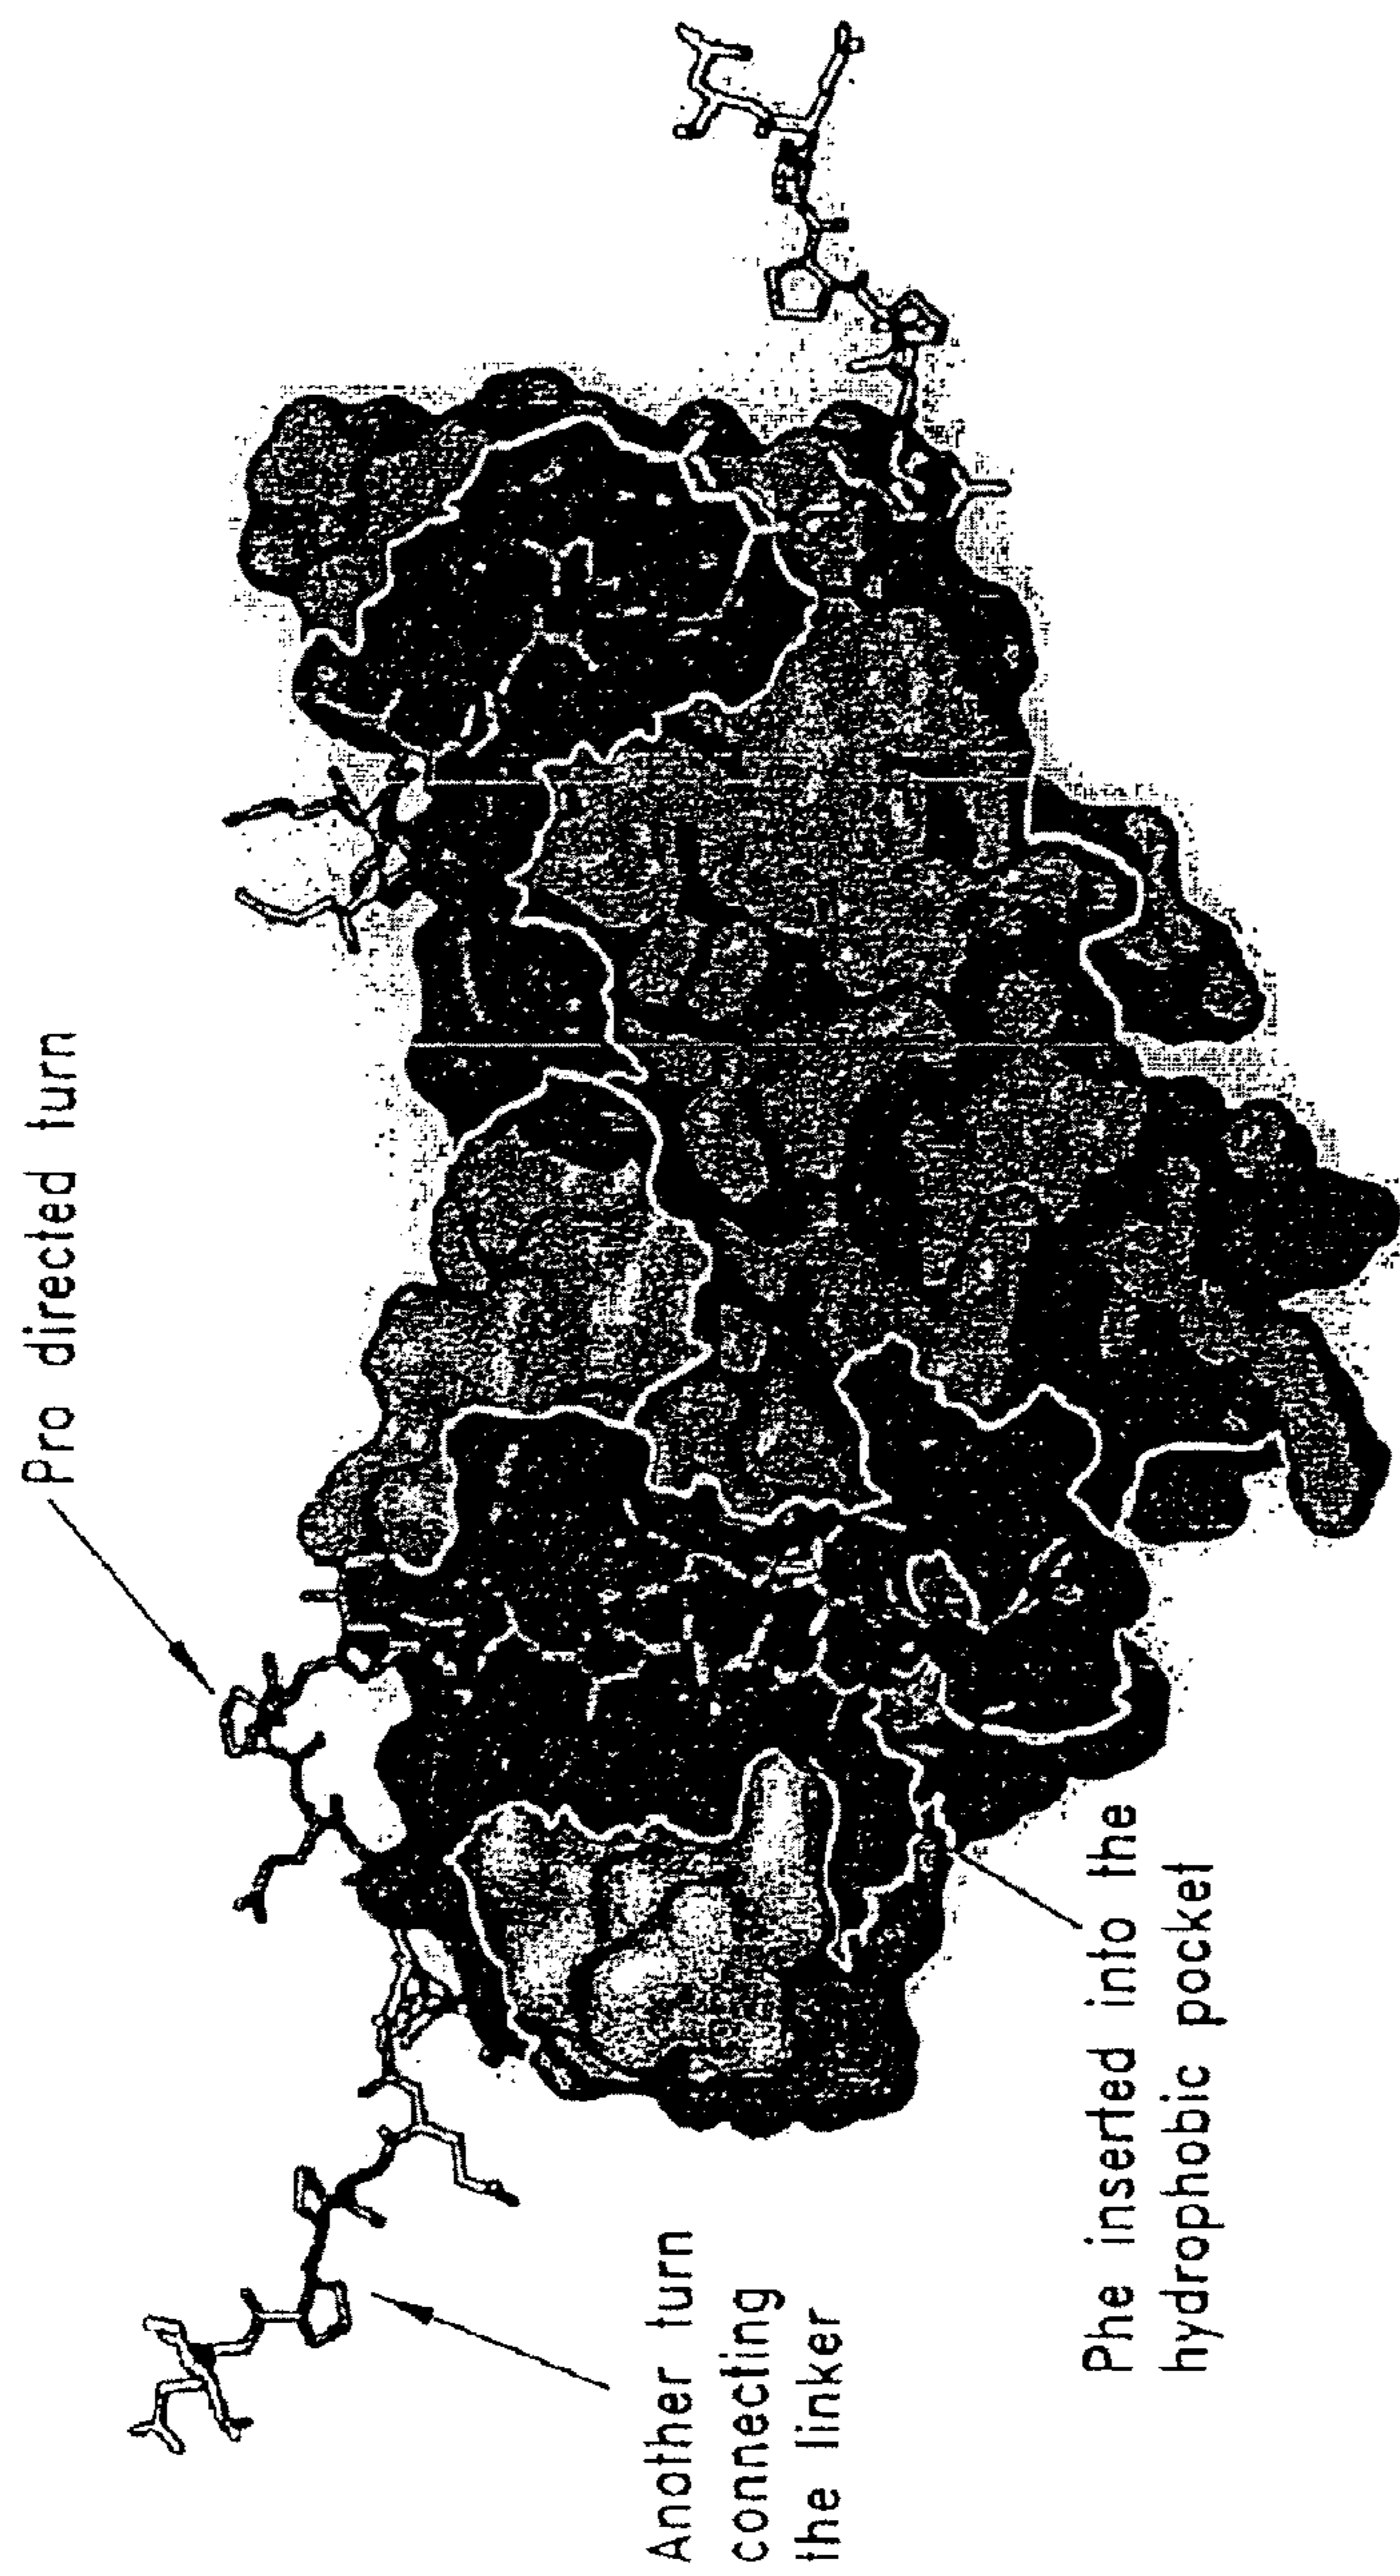 Another turn
connecting
the linker
Pro directed turn
Phe inserted into the
hydrophobic pocket